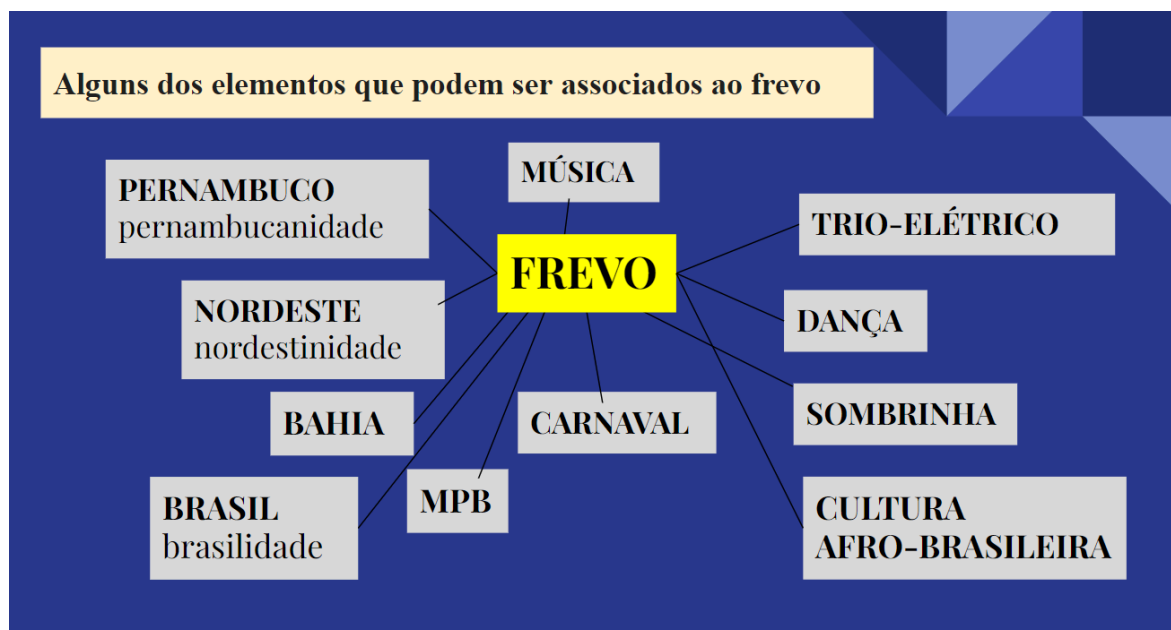 Alguns dos elementos que podem ser associados ao frevo
MÚSICA
PERNAMBUCO
pernambucanidade
TRIO-ELÉTRICO
FREVO
NORDESTE
nordestinidade
DANÇA
BAHIA
CARNAVAL
SOMBRINHA
MPB
BRASIL
brasilidade
CULTURA
AFRO-BRASILEIRA